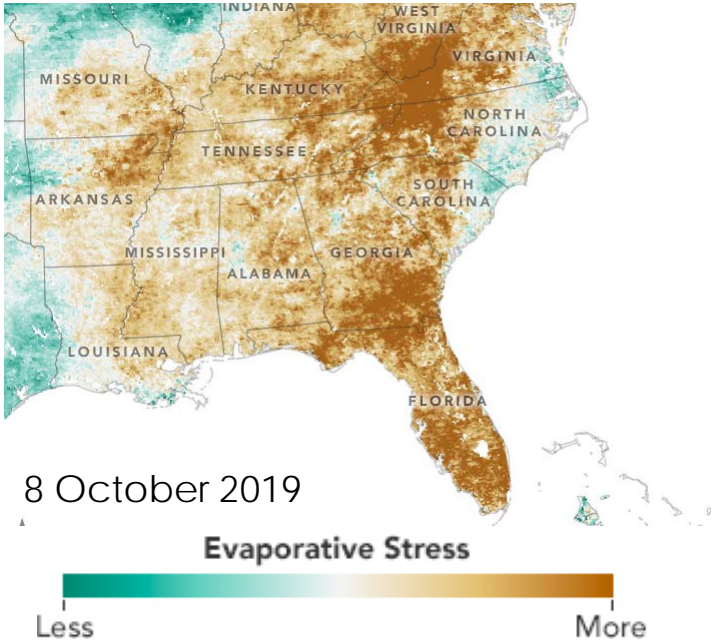 INDIANA
WEST
VIRGINIA
VIRGINIA
MISSOURI
KENTUCKY
NORTH
CAROLINA
TENNESSEE
ARKANSAS
SOUTH
CAROLINA
MISSISSIPPI
GEORGIA
ALABAMA
LOUISIANA
FLORIDA
8 October 2019
Evaporative Stress
Less
More